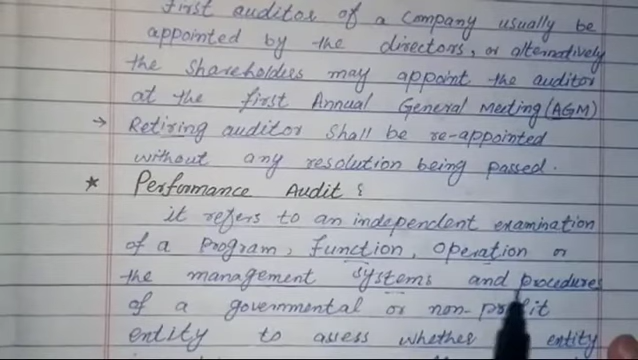 First auditor of a company usually be
appointed by the directors, or alternatively
the shareholders may appoint the auditor
at the first Annual General Meeting (AGM)
→ Retiring auditor shall be re-appointed
without any resolution being passed.
* Performance Audit :
it refers to an independent examination
of a program, function, operation or
the management systems and procedures
of a governmental or non-profit
entity to assess whether entity